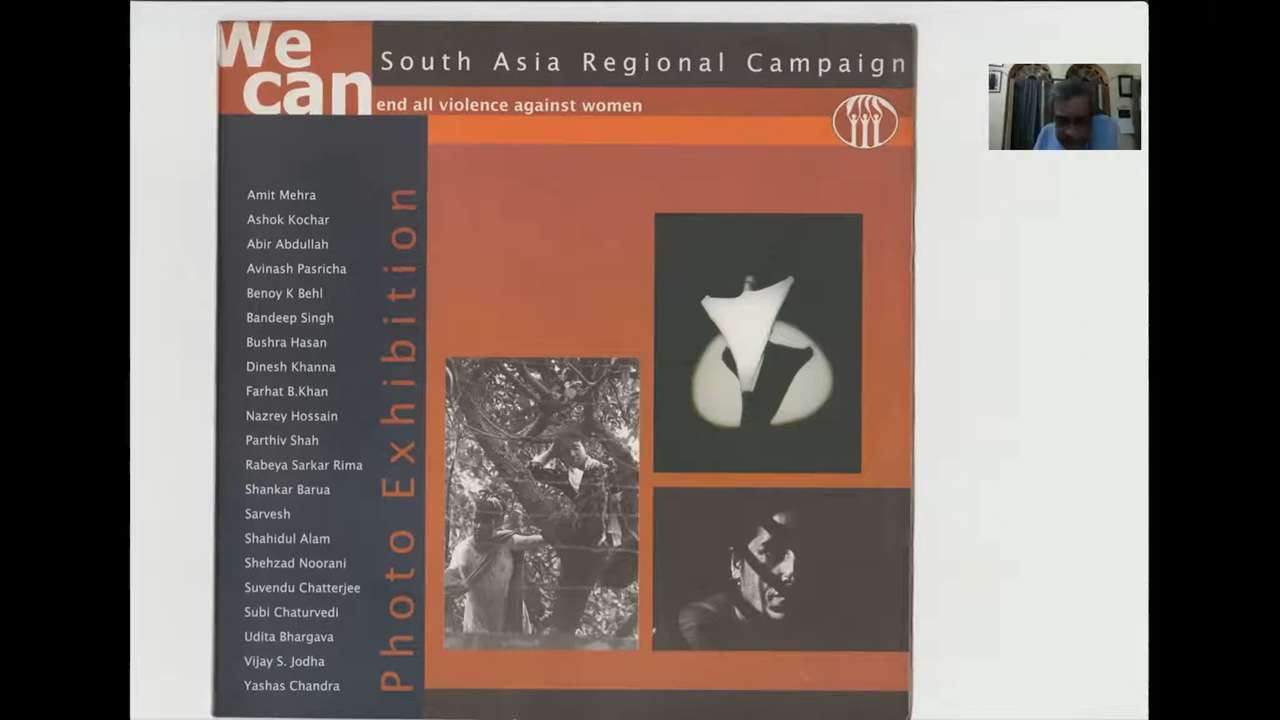 We
can
South Asia Regional Campaign
end all violence against women
Amit Mehra
Ashok Kochar
Abir Abdullah
Avinash Pasricha
Benoy K Behl
Bandeep Singh
Bushra Hasan
Dinesh Khanna
Farhat B.Khan
Nazrey Hossain
Parthiv Shah
Rabeya Sarkar Rima
Shankar Barua
Sarvesh
Shahidul Alam
Shehzad Noorani
Suvendu Chatterjee
Subi Chaturvedi
Udita Bhargava
Vijay S. Jodha
Yashas Chandra
Photo Exhibition